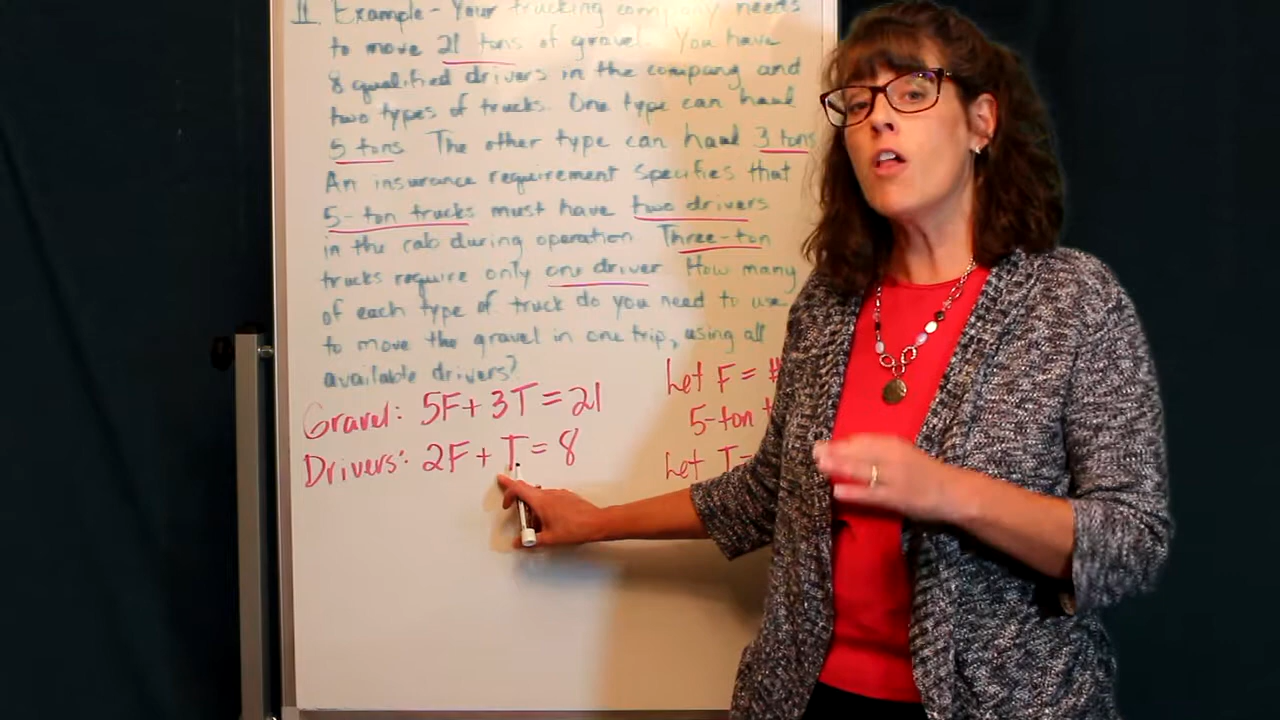 II. Example - Your trucking company needs
to move 21 tons of gravel. You have
8 qualified drivers in the company and
two types of trucks. One type can haul
5 tons. The other type can haul 3 tons
An insurance requirement specifies that
5-ton trucks must have two drivers
in the cab during operation. Three-ton
trucks require only one driver. How many
of each type of truck do you need to use
to move the gravel in one trip, using all
available drivers?
Gravel: 5F + 3T = 21
Drivers: 2F + T = 8
Let F = #
5-ton t
Let T =